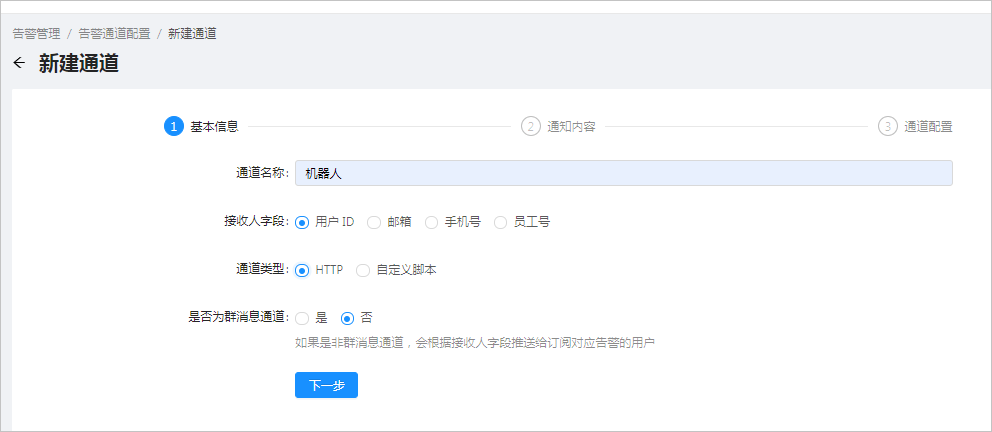 告警管理 / 告警通道配置 / 新建通道
← 新建通道
1 基本信息 2 通知内容 3 通道配置
通道名称: 机器人
接收人字段: 用户 ID 邮箱 手机号 员工号
通道类型: HTTP 自定义脚本
是否为群消息通道: 是 否
如果是非群消息通道，会根据接收人字段推送给订阅对应告警的用户
下一步